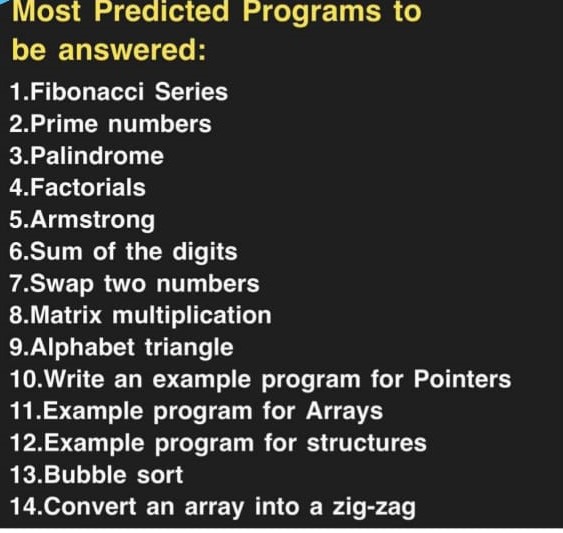 Most Predicted Programs to
be answered:
1.Fibonacci Series
2.Prime numbers
3.Palindrome
4.Factorials
5.Armstrong
6.Sum of the digits
7.Swap two numbers
8.Matrix multiplication
9.Alphabet triangle
10.Write an example program for Pointers
11.Example program for Arrays
12.Example program for structures
13.Bubble sort
14.Convert an array into a zig-zag